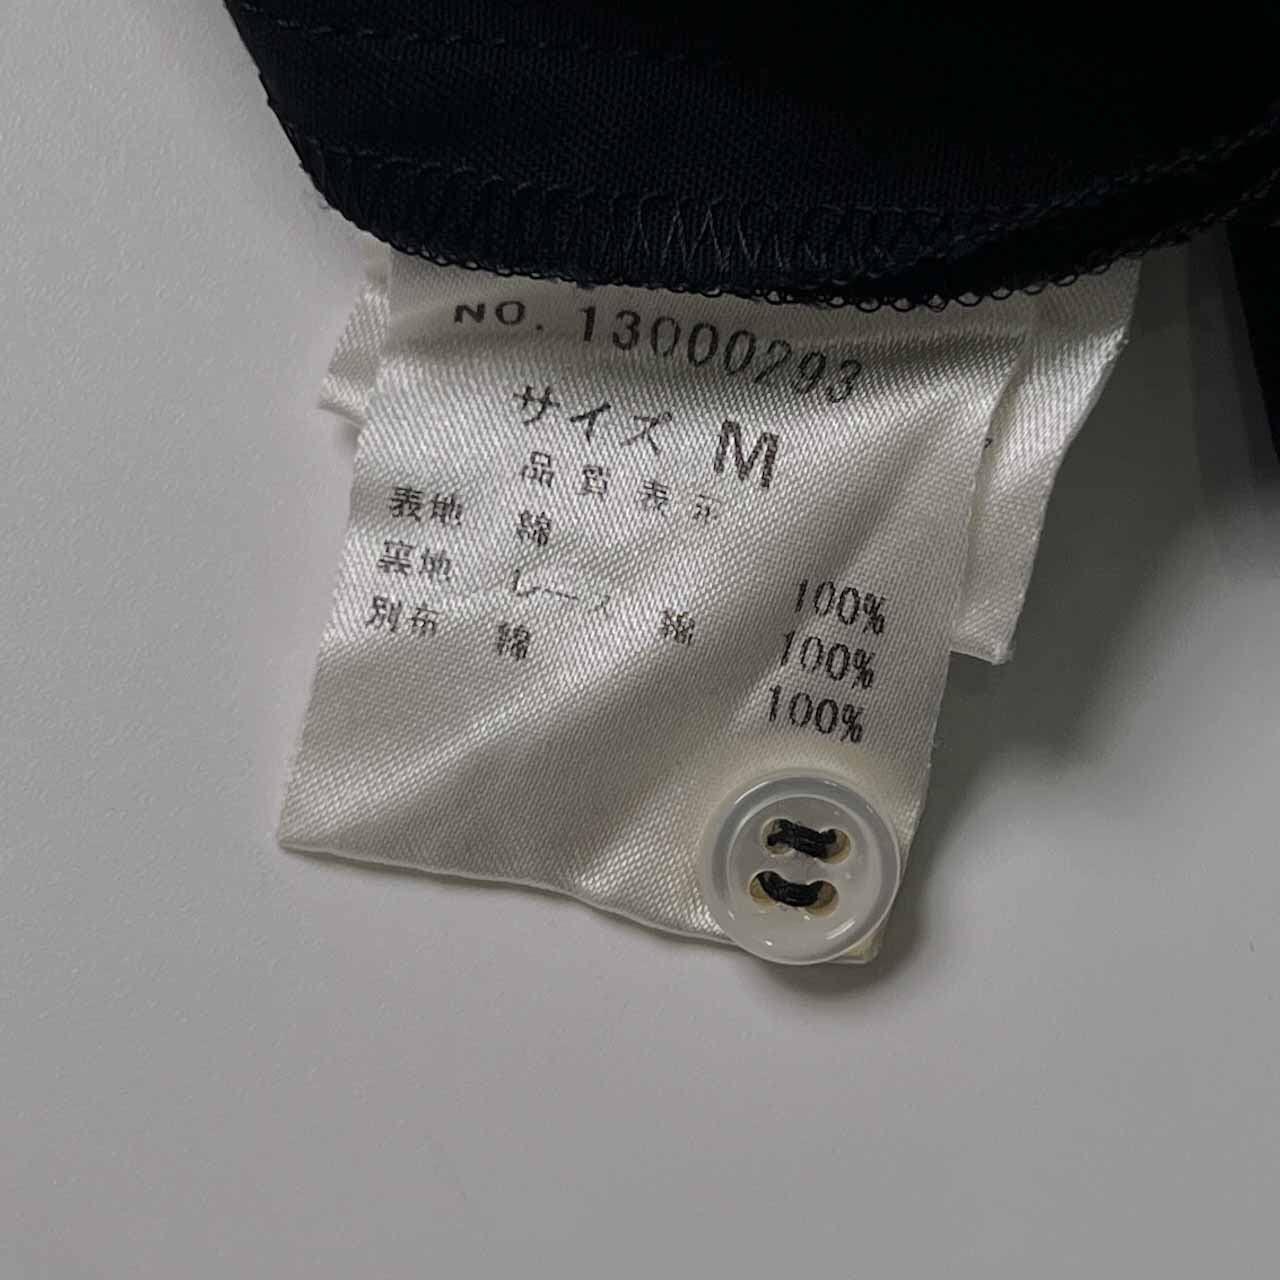 NO. 13000293
サイズ M
品質表示
表地 綿 100%
裏地 レース 綿 100%
別布 綿 100%